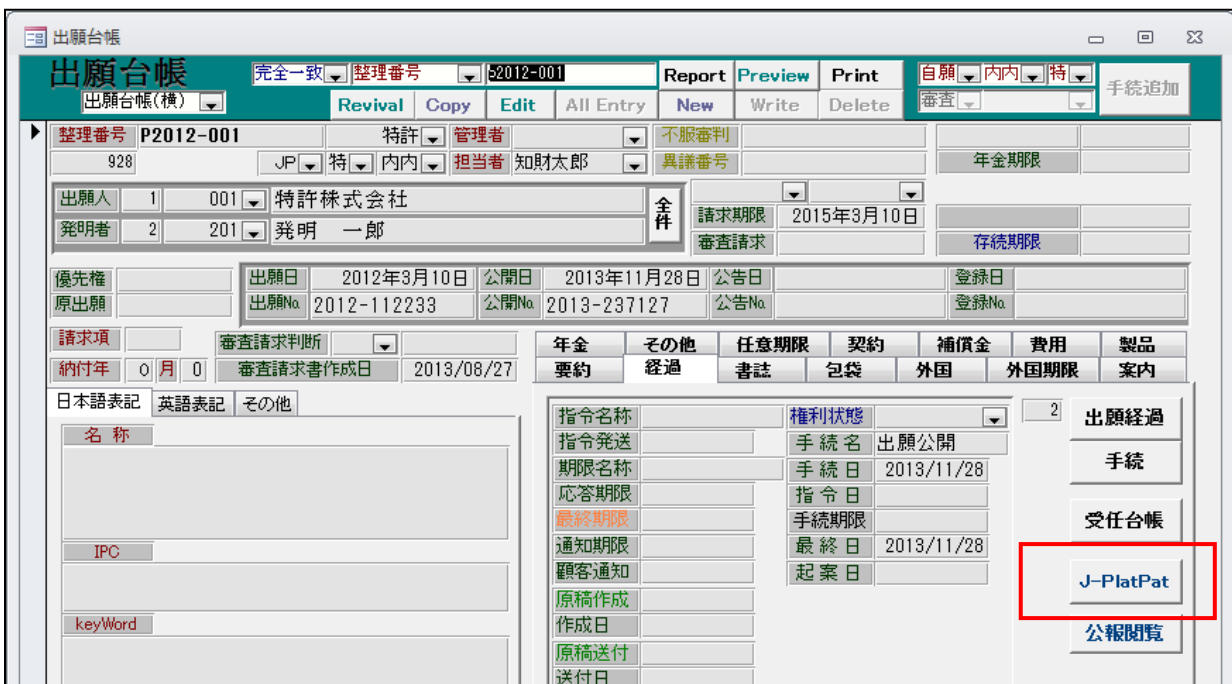 出願台帳
出願台帳 完全一致 整理番号 P2012-001 Report Preview Print 自願 内内 特 手続追加
出願台帳(横) Revival Copy Edit All Entry New Write Delete 審査
整理番号 P2012-001 特許 管理者 不服審判
928 JP 特 内内 担当者 知財太郎 異議番号 年金期限
出願人 1 001 特許株式会社 全件
請求期限 2015年3月10日
発明者 2 201 発明 一郎
審査請求 存続期限
優先権 出願日 2012年3月10日 公開日 2013年11月28日 公告日 登録日
原出願 出願No. 2012-112233 公開No. 2013-237127 公告No. 登録No.
請求項 審査請求判断 年金 その他 任意期限 契約 補償金 費用 製品
納付年 0 月 0 審査請求書作成日 2013/08/27 要約 経過 書誌 包袋 外国 外国期限 案内
日本語表記 英語表記 その他
指令名称 権利状態 2 出願経過
名 称
指令発送 手 続 名 出願公開
期限名称 手 続 日 2013/11/28 手続
応答期限 指 令 日
最終期限 手続期限 受任台帳
IPC 通知期限 最 終 日 2013/11/28
顧客通知 起 案 日 J-PlatPat
原稿作成
keyWord 作成日 公報閲覧
原稿送付
送付日